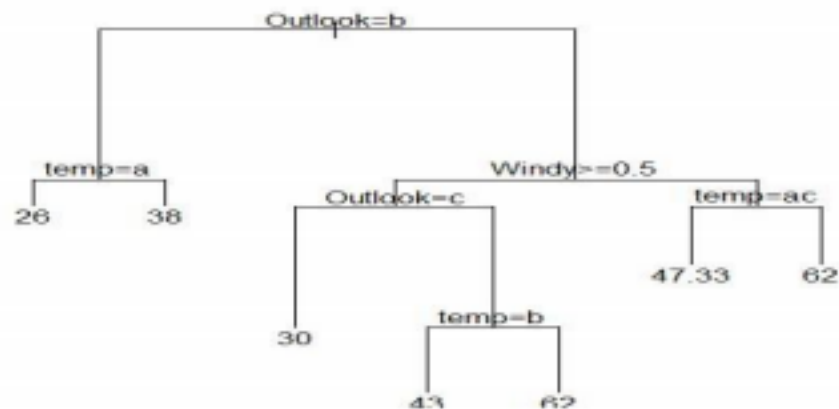 Outlook=b
temp=a
Windy>=0.5
26
38
Outlook=c
temp=ac
47.33
62
30
temp=b
43
62